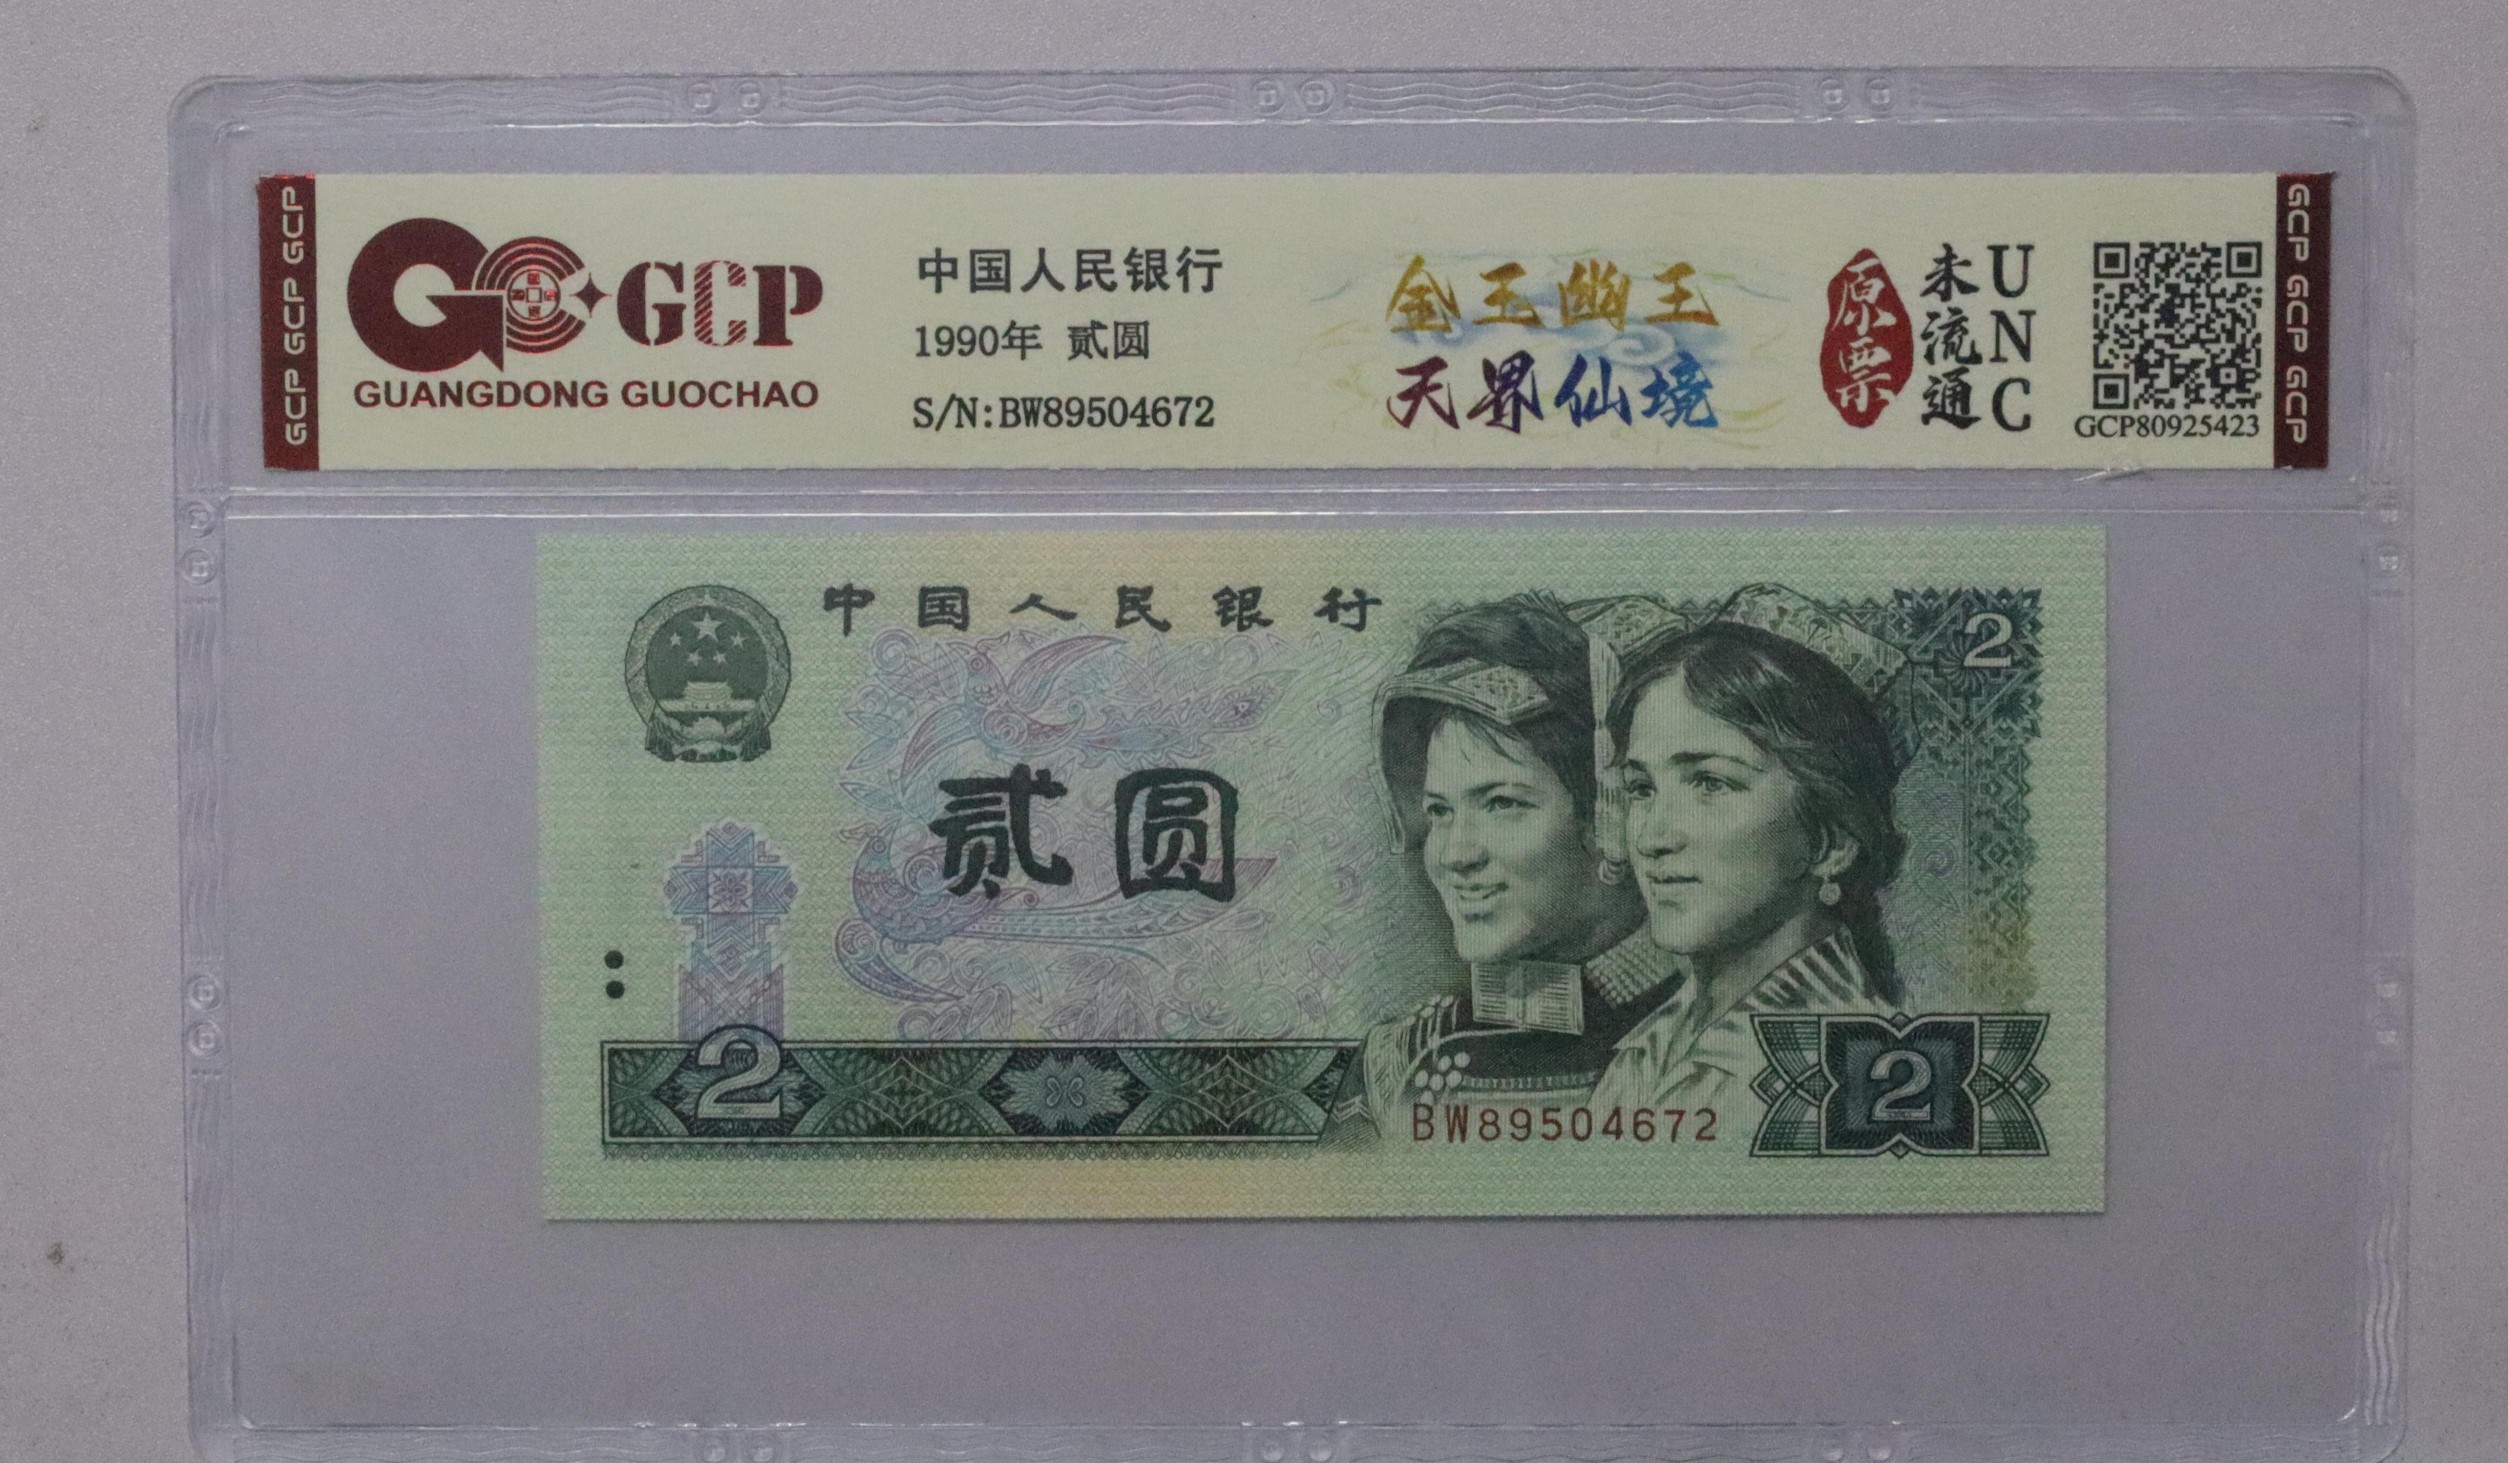 GCP GCP GCP
GCP
GUANGDONG GUOCHAO
中国人民银行
1990年 贰圆
S/N:BW89504672
金玉幽王
天界仙境
原票
未流通
UNC
GCP80925423
GCP GCP GCP
中国人民银行
贰圆
2
2
BW89504672
2